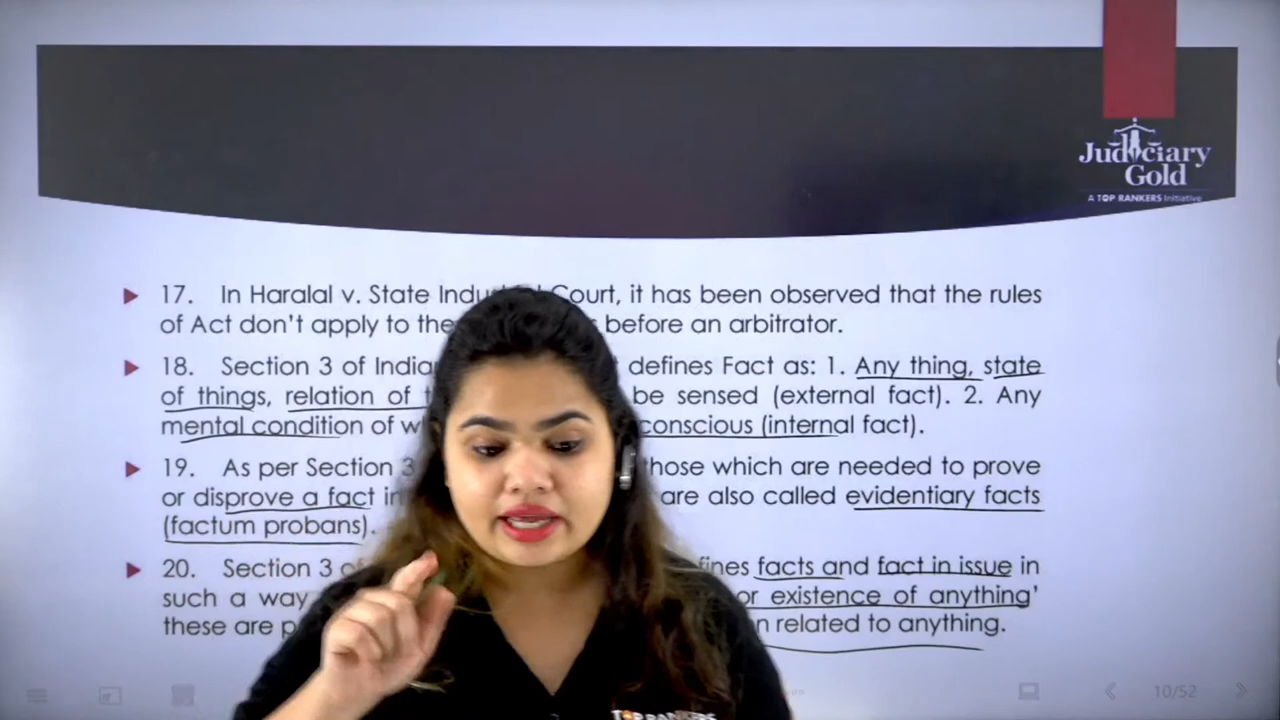 Judiciary
Gold
A TOP RANKERS Initiative
17. In Haralal v. State Court, it has been observed that the rules
of Act don't apply to the before an arbitrator.
18. Section 3 of defines Fact as: 1. Any thing, state
of things, relation of be sensed (external fact). 2. Any
mental condition of conscious (internal fact).
19. As per Section 3 those which are needed to prove
or disprove a fact are also called evidentiary facts
(factum probans).
20. Section 3 facts and fact in issue in
such a way or existence of anything'
these are related to anything.
TOP RANKERS
10/52